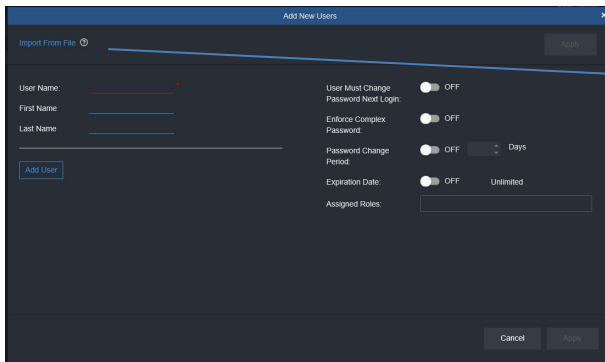 Add New Users
Import From File
Apply
User Name: *
First Name
Last Name
Add User
User Must Change
Password Next Login:
OFF
Enforce Complex
Password:
OFF
Password Change
Period:
OFF
Days
Expiration Date:
OFF
Unlimited
Assigned Roles:
Cancel
Apply